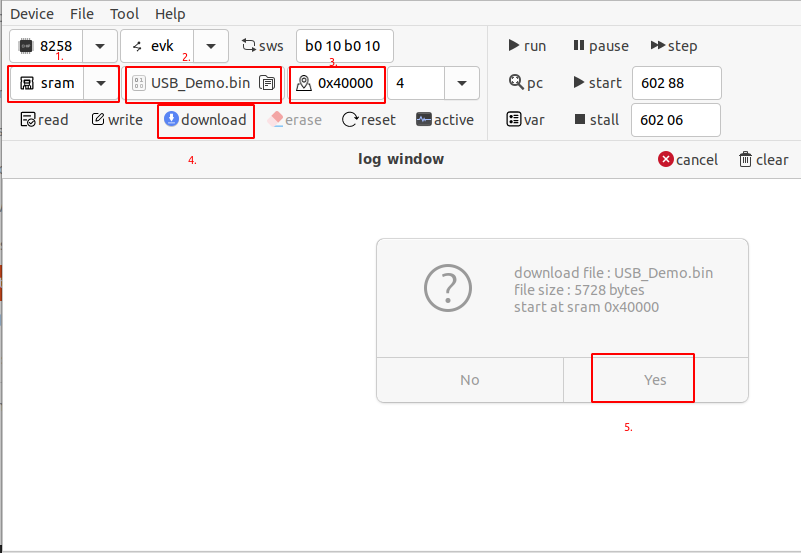 Device File Tool Help
8258 evk sws b0 10 b0 10 run pause step
1. 2. 3.
sram USB_Demo.bin 0x40000 4 pc start 602 88
read write download erase reset active var stall 602 06
4. log window cancel clear
download file : USB_Demo.bin
file size : 5728 bytes
start at sram 0x40000
No Yes
5.